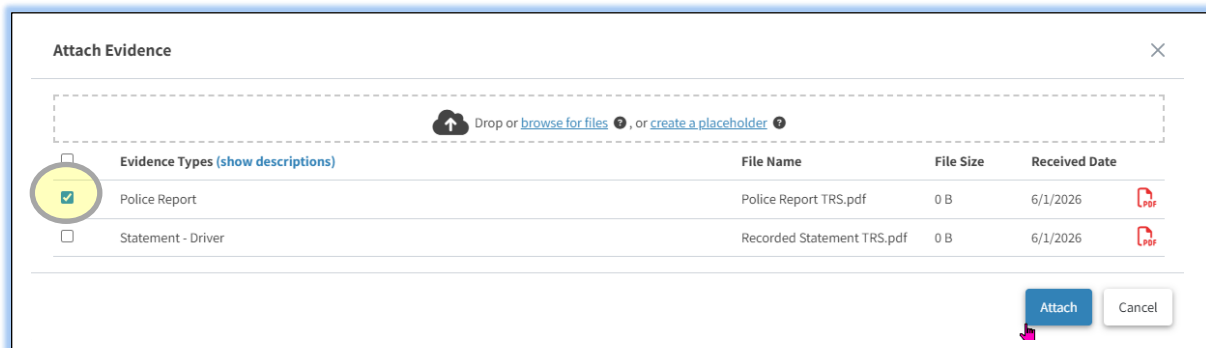 Attach Evidence
Drop or browse for files ?, or create a placeholder ?
Evidence Types (show descriptions) File Name File Size Received Date
Police Report Police Report TRS.pdf 0 B 6/1/2026 PDF
Statement - Driver Recorded Statement TRS.pdf 0 B 6/1/2026 PDF
Attach Cancel